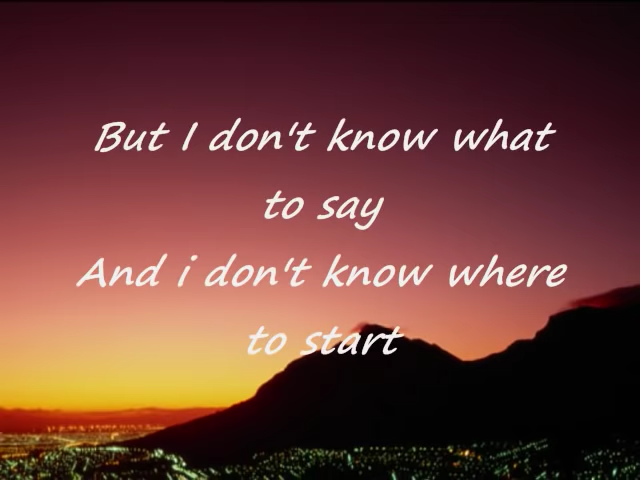 But I don't know what
to say
And i don't know where
to start